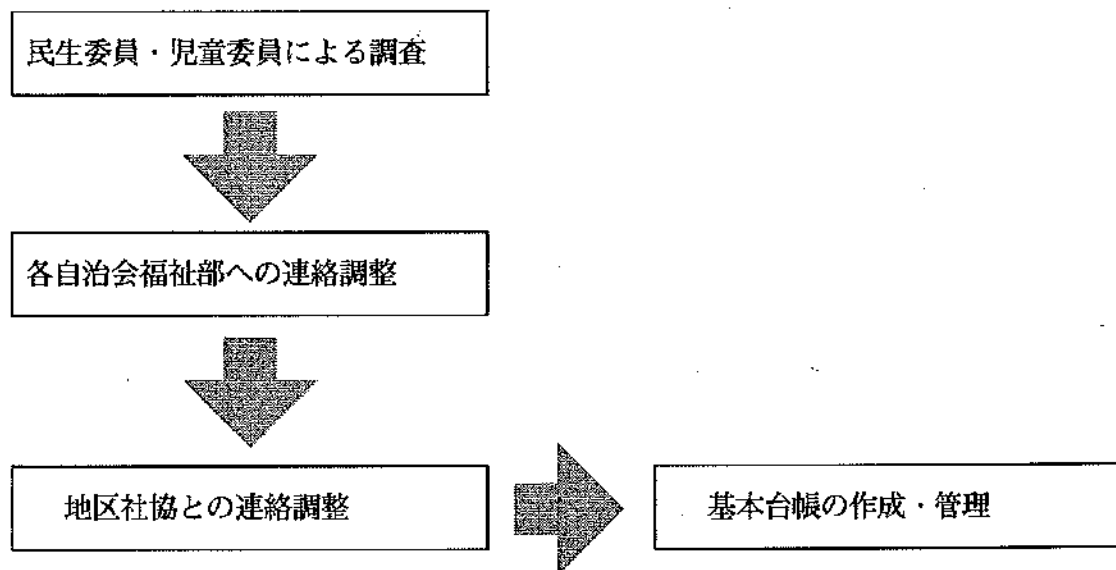 民生委員・児童委員による調査
各自治会福祉部への連絡調整
地区社協との連絡調整
基本台帳の作成・管理